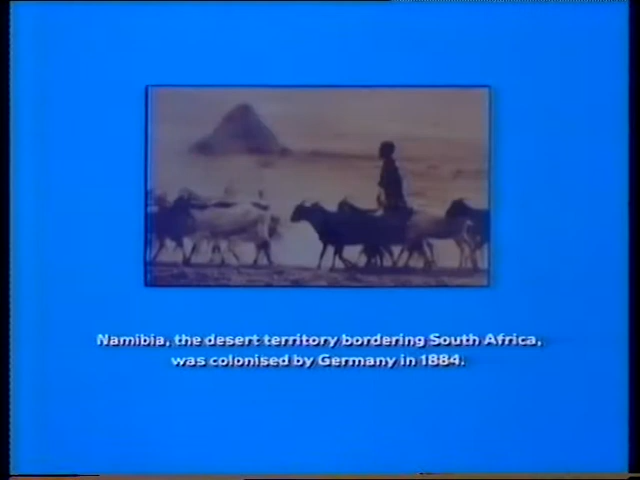 Namibia, the desert territory bordering South Africa,
was colonised by Germany in 1884.